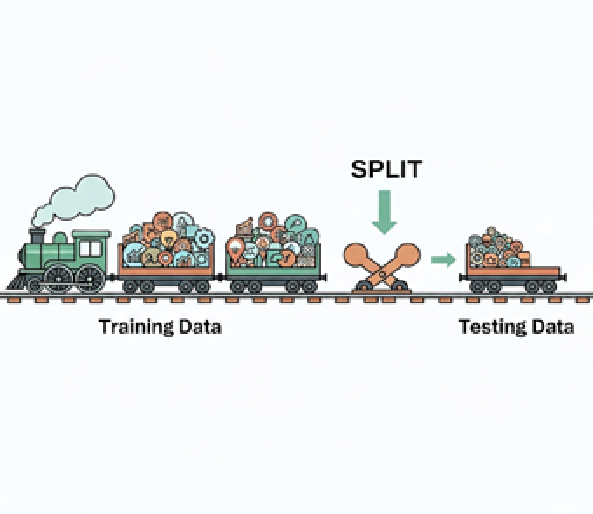 SPLIT
Training Data
Testing Data